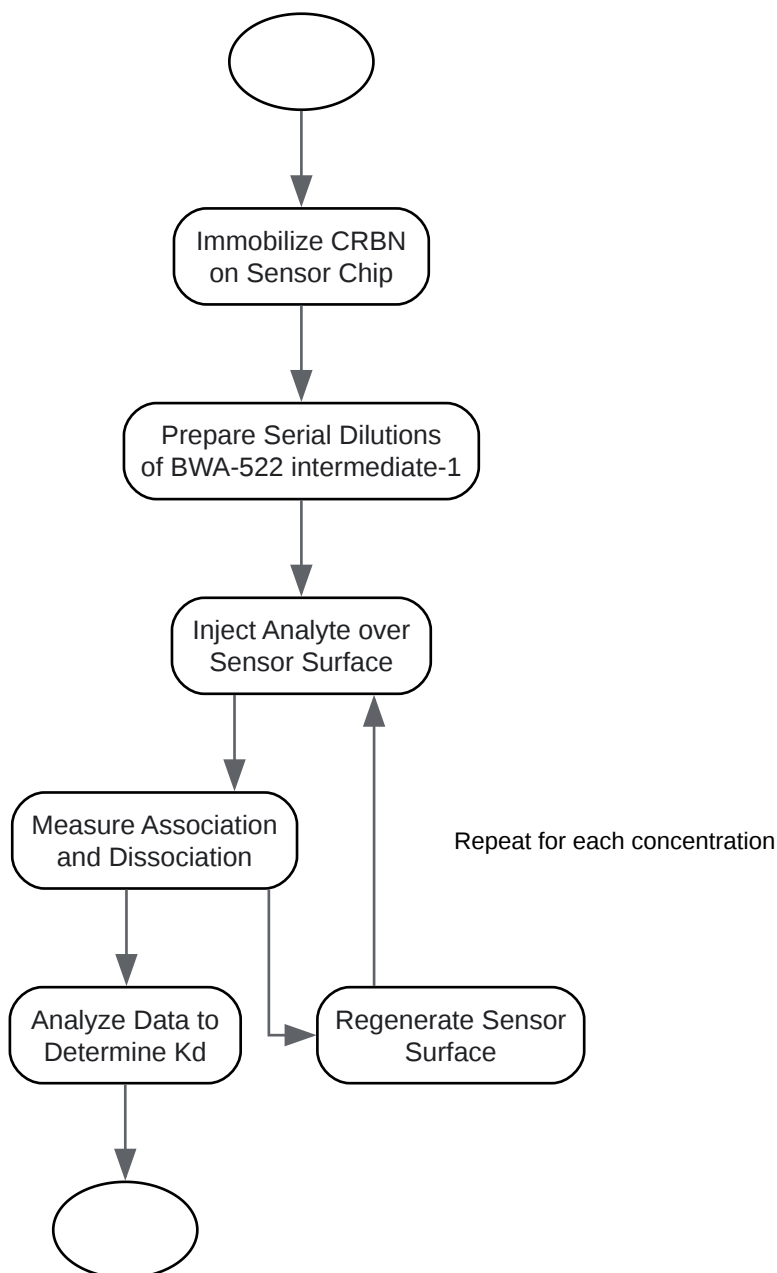 Immobilize CRBN
on Sensor Chip
Prepare Serial Dilutions
of BWA-522 intermediate-1
Inject Analyte over
Sensor Surface
Measure Association
and Dissociation
Repeat for each concentration
Analyze Data to
Determine Kd
Regenerate Sensor
Surface